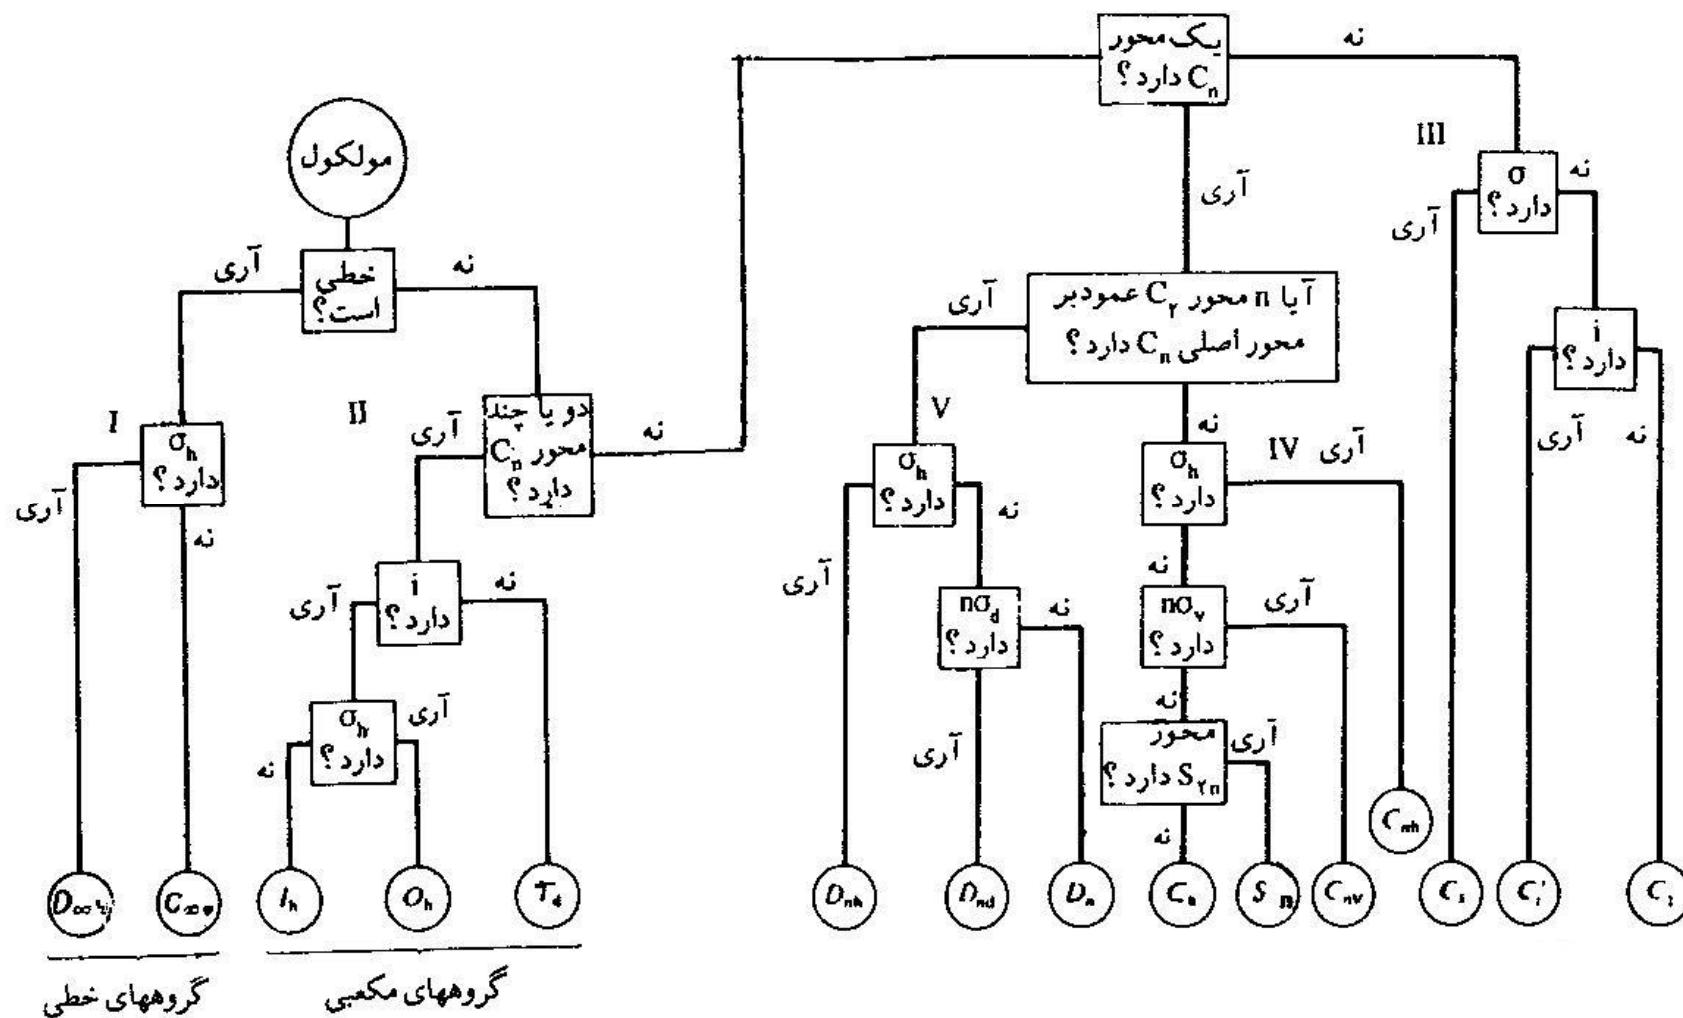 مولکول
خطی
است؟
آری
نه
I
σh
دارد؟
آری
نه
D∞h
C∞v
گروههای خطی
II
دو یا چند
محور Cn
دارد؟
آری
نه
i
دارد؟
آری
نه
σh
دارد؟
نه
آری
Ih
Oh
Td
گروههای مکعبی
یک محور
Cn دارد؟
نه
آری
آیا n محور C۲ عمودبر
محور اصلی Cn دارد؟
آری
نه
V
σh
دارد؟
آری
نه
nσd
دارد؟
آری
نه
Dnh
Dnd
Dn
IV
σh
دارد؟
آری
نه
nσv
دارد؟
آری
نه
محور
S۲n دارد؟
آری
نه
Cn
Sn
Cnv
Cnh
III
σ
دارد؟
آری
نه
i
دارد؟
آری
نه
Cs
Ci
C1